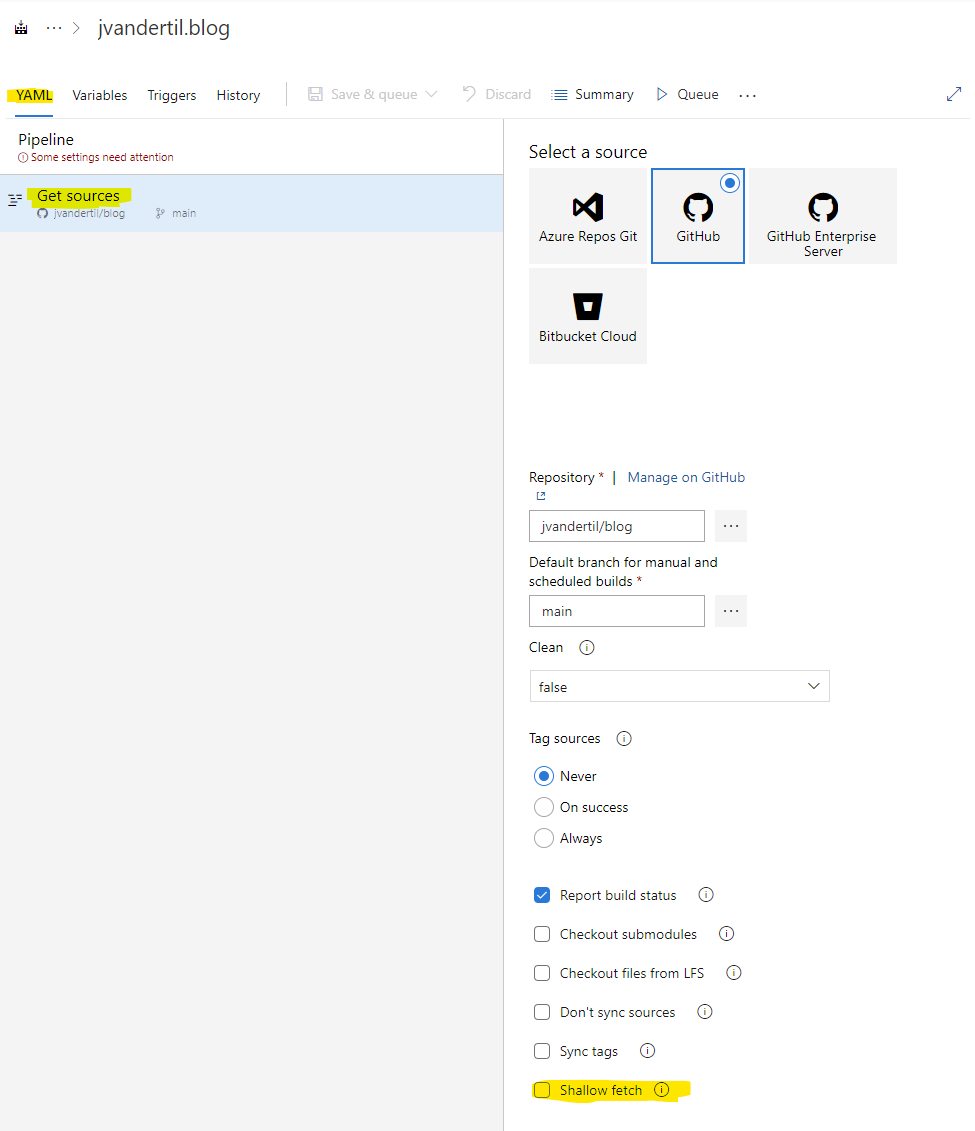 jvandertil.blog
YAML Variables Triggers History Save & queue Discard Summary Queue
Pipeline
Some settings need attention
Get sources
jvandertil/blog main
Select a source
Azure Repos Git
GitHub
GitHub Enterprise
Server
Bitbucket Cloud
Repository * | Manage on GitHub
jvandertil/blog
Default branch for manual and
scheduled builds *
main
Clean
false
Tag sources
Never
On success
Always
Report build status
Checkout submodules
Checkout files from LFS
Don't sync sources
Sync tags
Shallow fetch